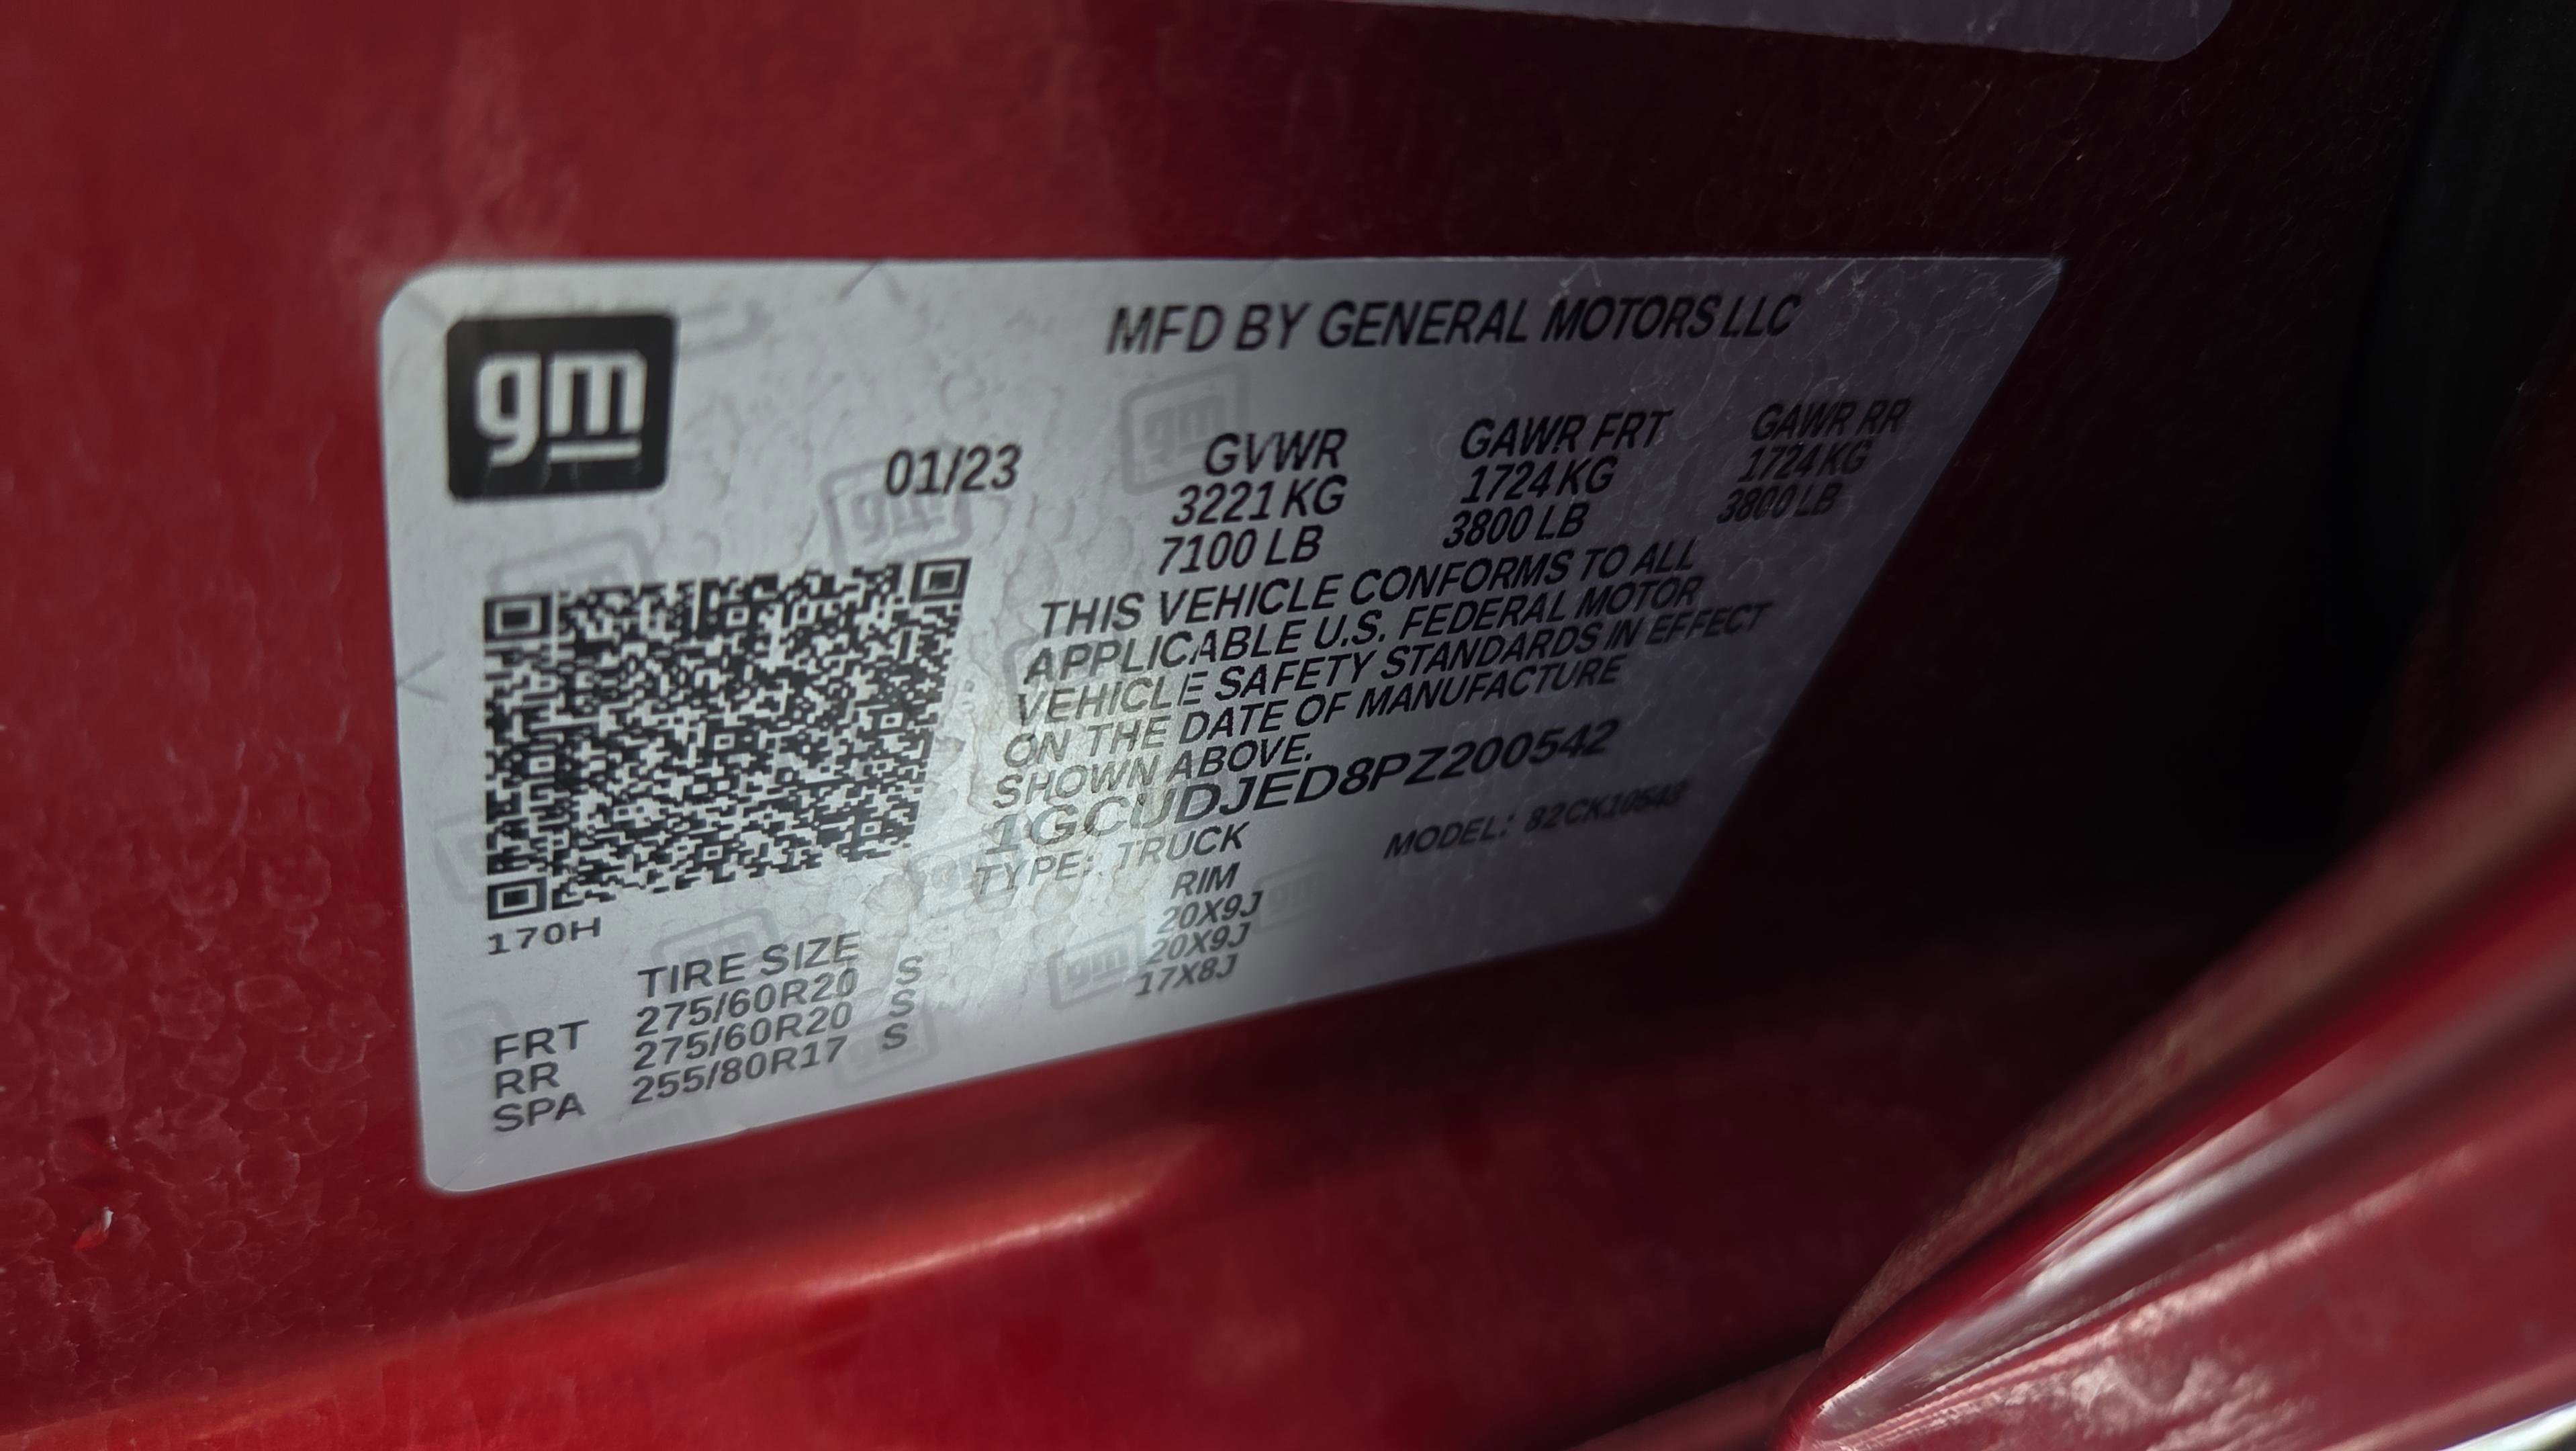 gm
MFD BY GENERAL MOTORS LLC
01/23
GVWR GAWR FRT GAWR RR
3221 KG 1724 KG 1724 KG
7100 LB 3800 LB 3800 LB
THIS VEHICLE CONFORMS TO ALL
APPLICABLE U.S. FEDERAL MOTOR
VEHICLE SAFETY STANDARDS IN EFFECT
ON THE DATE OF MANUFACTURE
SHOWN ABOVE.
1GCUDJED8PZ200542
TYPE: TRUCK MODEL: 82CK10543
170H
TIRE SIZE RIM
FRT 275/60R20 S 20X9J
RR 275/60R20 S 20X9J
SPA 255/80R17 S 17X8J